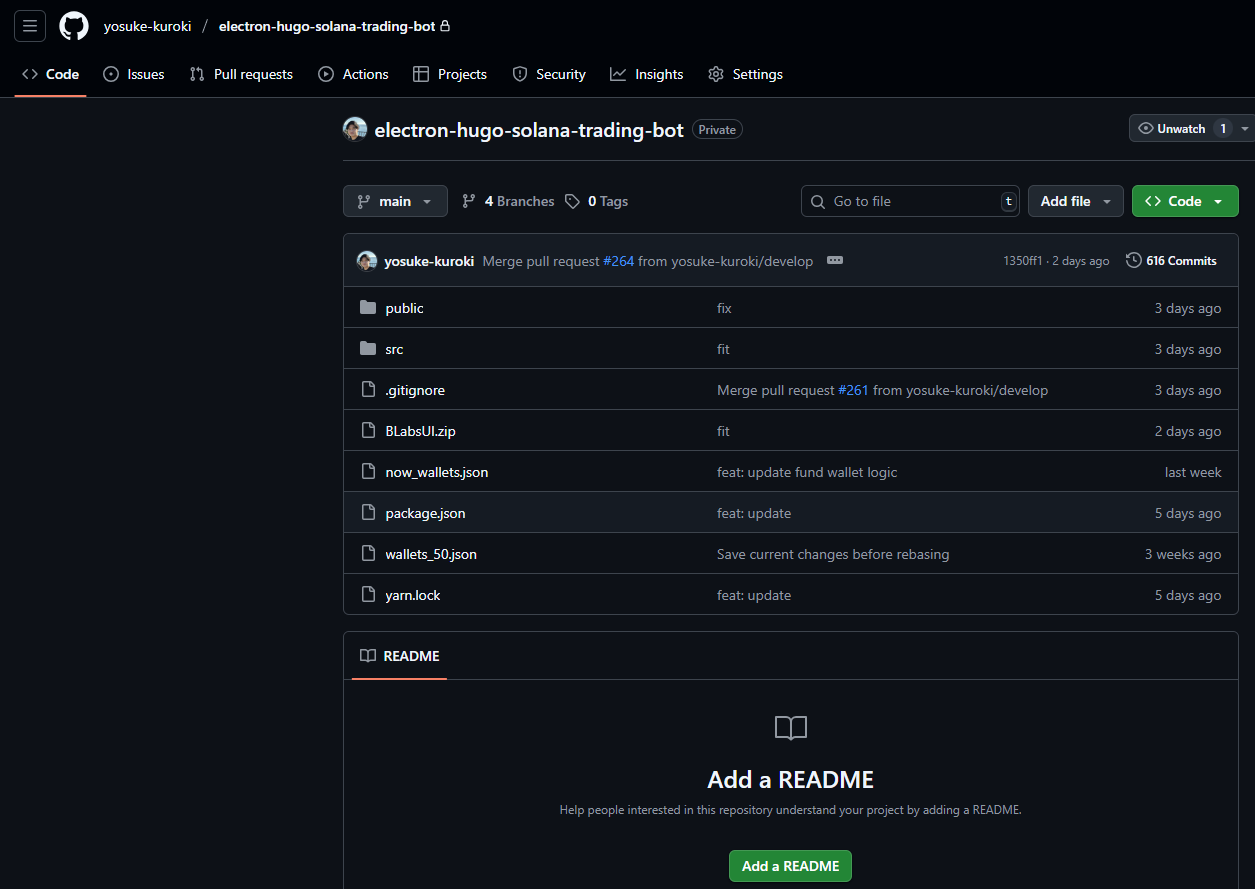 yosuke-kuroki / electron-hugo-solana-trading-bot
Code Issues Pull requests Actions Projects Security Insights Settings
electron-hugo-solana-trading-bot Private Unwatch 1
main 4 Branches 0 Tags Go to file t Add file Code
yosuke-kuroki Merge pull request #264 from yosuke-kuroki/develop 1350ff1 · 2 days ago 616 Commits
public fix 3 days ago
src fit 3 days ago
.gitignore Merge pull request #261 from yosuke-kuroki/develop 3 days ago
BLabsUI.zip fit 2 days ago
now_wallets.json feat: update fund wallet logic last week
package.json feat: update 5 days ago
wallets_50.json Save current changes before rebasing 3 weeks ago
yarn.lock feat: update 5 days ago
README
Add a README
Help people interested in this repository understand your project by adding a README.
Add a README